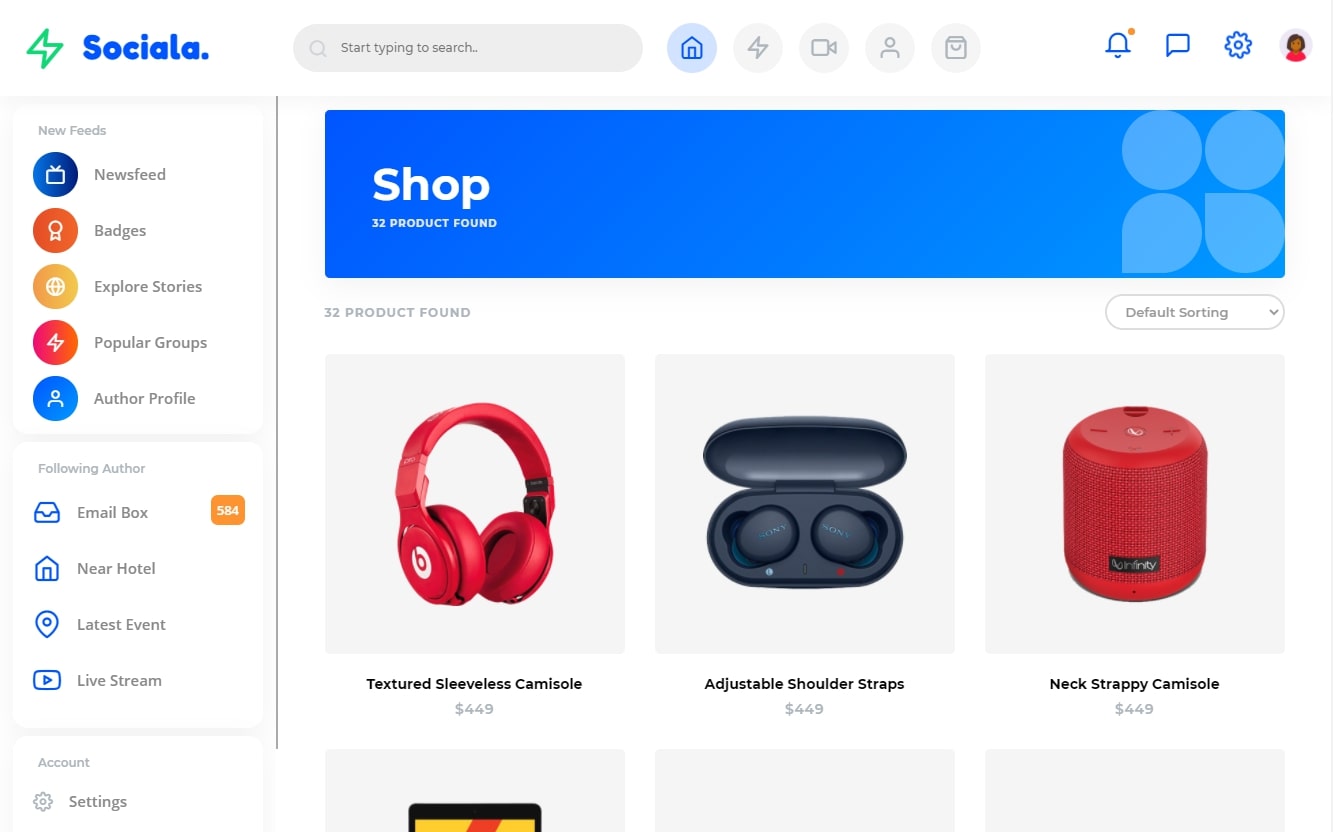 Sociala.
Start typing to search..
New Feeds
Newsfeed
Badges
Explore Stories
Popular Groups
Author Profile
Following Author
Email Box
584
Near Hotel
Latest Event
Live Stream
Account
Settings
Shop
32 PRODUCT FOUND
32 PRODUCT FOUND
Default Sorting
SONY
SONY
Infinity
Textured Sleeveless Camisole
$449
Adjustable Shoulder Straps
$449
Neck Strappy Camisole
$449